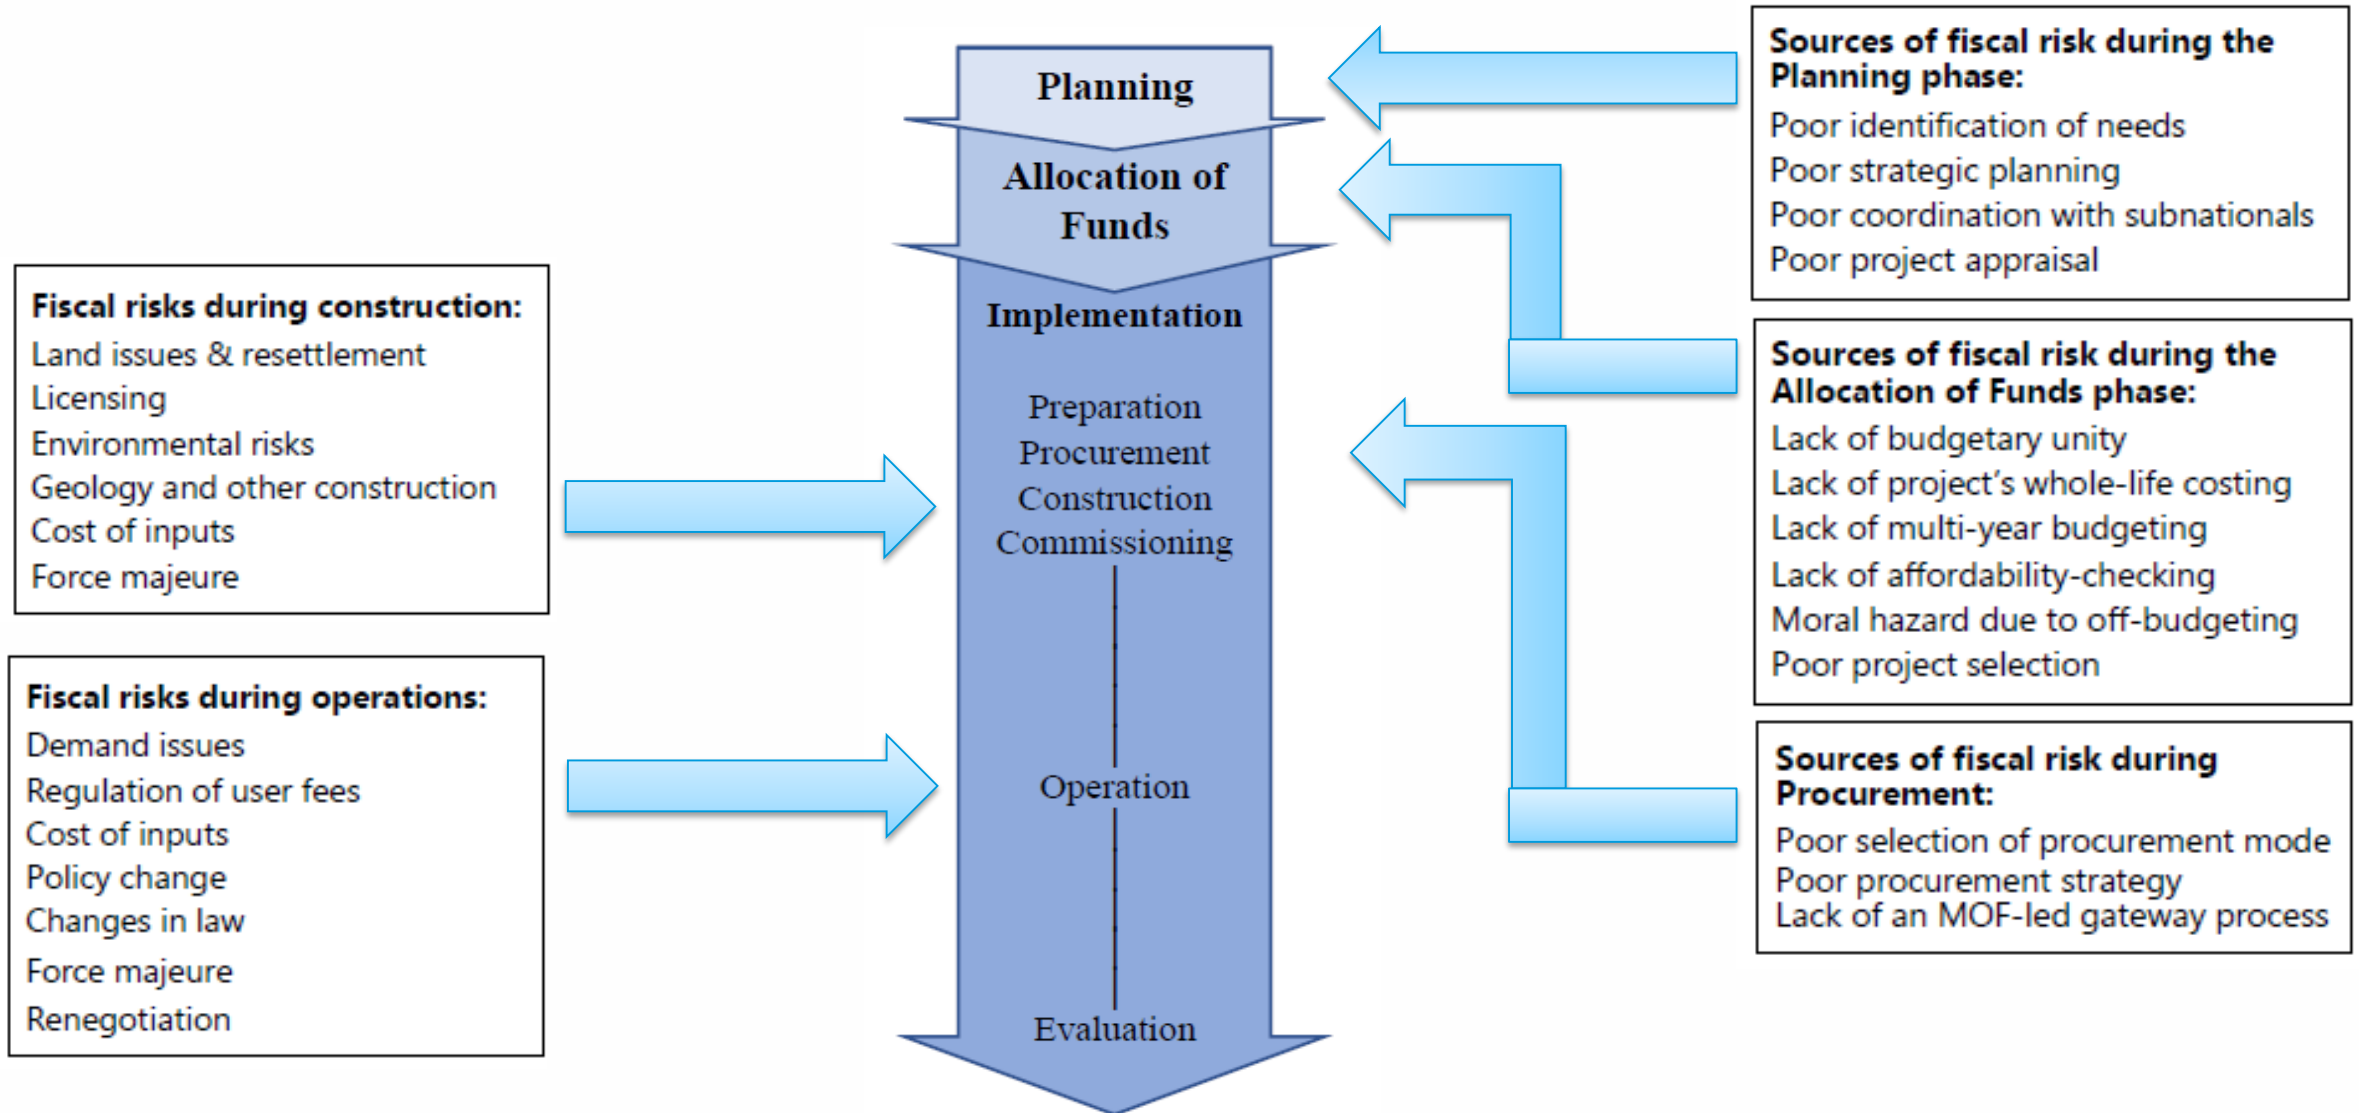 Planning
Allocation of
Funds
Implementation
Preparation
Procurement
Construction
Commissioning
Operation
Evaluation
Fiscal risks during construction:
Land issues & resettlement
Licensing
Environmental risks
Geology and other construction
Cost of inputs
Force majeure
Fiscal risks during operations:
Demand issues
Regulation of user fees
Cost of inputs
Policy change
Changes in law
Force majeure
Renegotiation
Sources of fiscal risk during the
Planning phase:
Poor identification of needs
Poor strategic planning
Poor coordination with subnationals
Poor project appraisal
Sources of fiscal risk during the
Allocation of Funds phase:
Lack of budgetary unity
Lack of project’s whole-life costing
Lack of multi-year budgeting
Lack of affordability-checking
Moral hazard due to off-budgeting
Poor project selection
Sources of fiscal risk during
Procurement:
Poor selection of procurement mode
Poor procurement strategy
Lack of an MOF-led gateway process